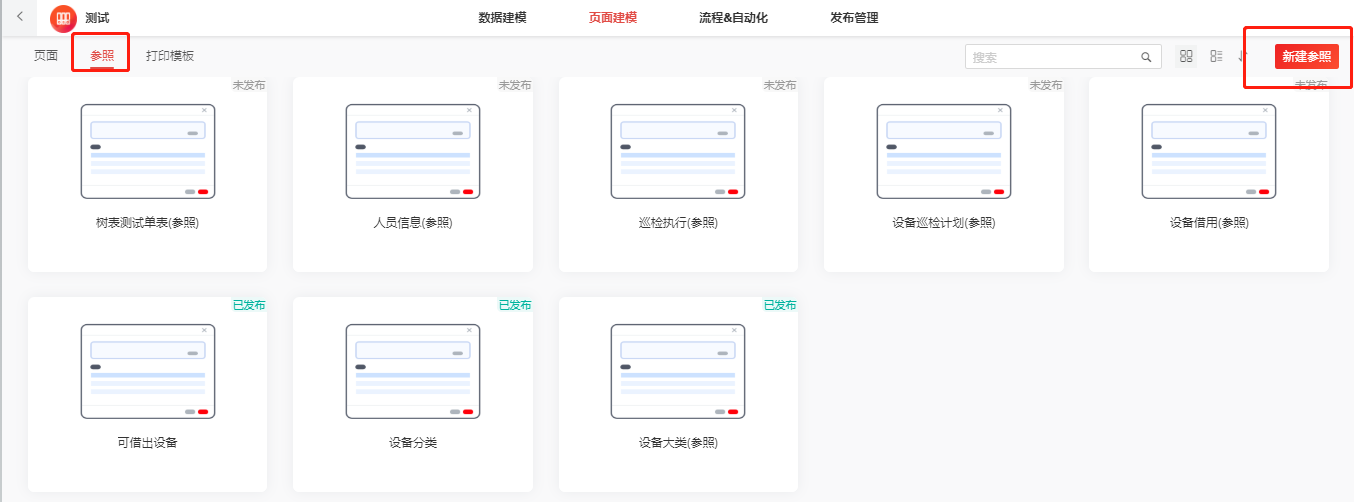 测试
数据建模
页面建模
流程&自动化
发布管理
页面
参照
打印模板
搜索
新建参照
未发布
未发布
未发布
未发布
未发布
树表测试单表(参照)
人员信息(参照)
巡检执行(参照)
设备巡检计划(参照)
设备借用(参照)
已发布
已发布
已发布
可借出设备
设备分类
设备大类(参照)